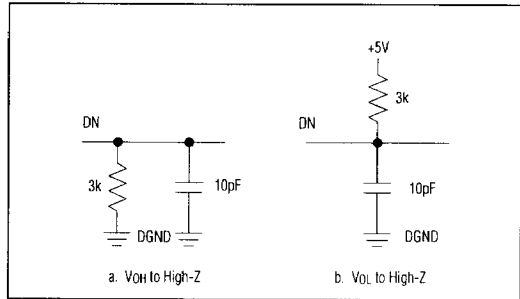 DN
3k
10pF
DGND
a. VOH to High-Z
+5V
3k
DN
10pF
DGND
b. VOL to High-Z